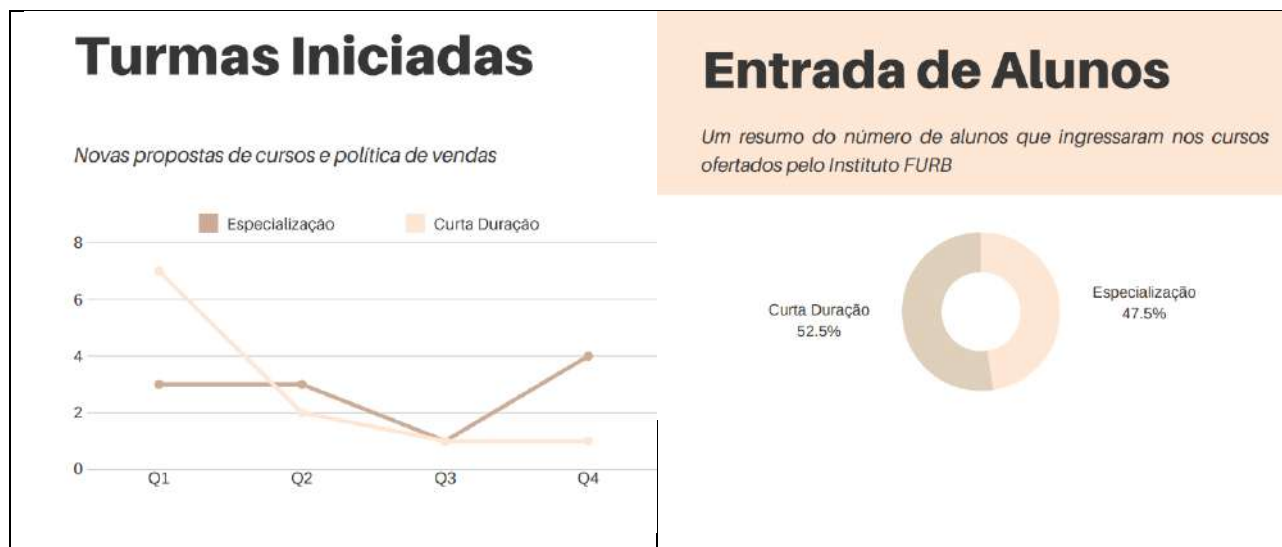 Turmas Iniciadas
Novas propostas de cursos e política de vendas
Especialização
Curta Duração
8
6
4
2
0
Q1
Q2
Q3
Q4
Entrada de Alunos
Um resumo do número de alunos que ingressaram nos cursos
ofertados pelo Instituto FURB
Curta Duração
52.5%
Especialização
47.5%